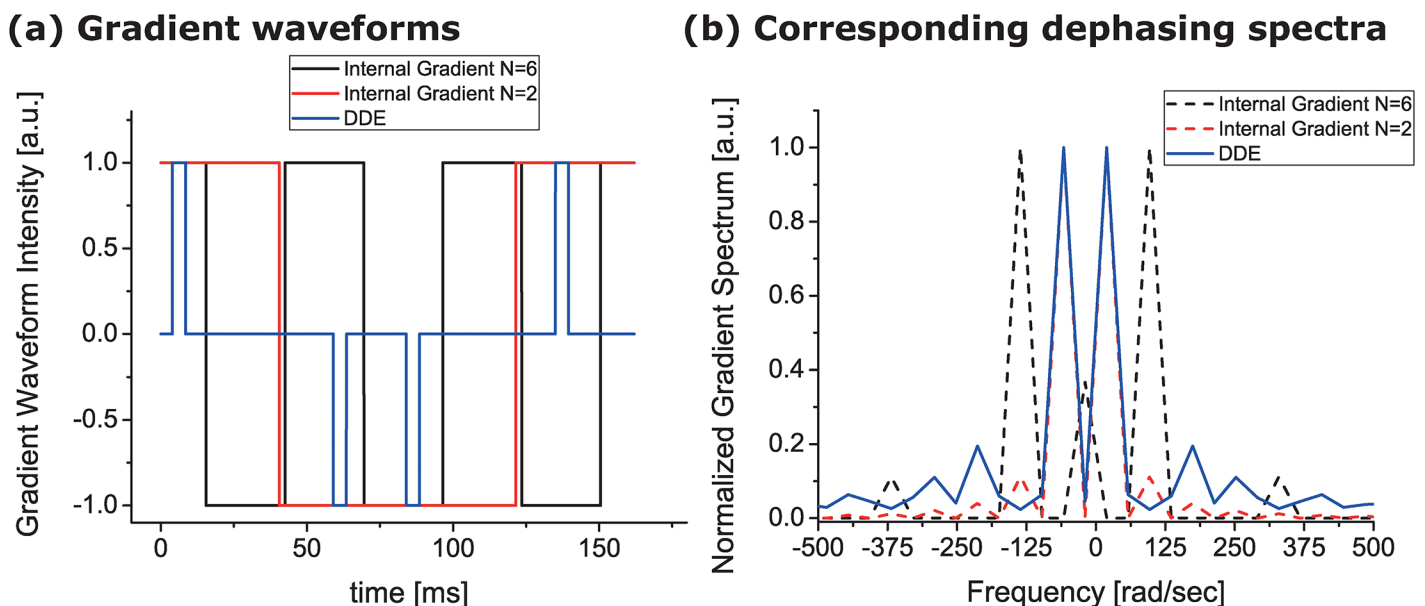 (a) Gradient waveforms
Internal Gradient N=6
Internal Gradient N=2
DDE
Gradient Waveform Intensity [a.u.]
1.0
0.5
0.0
-0.5
-1.0
0
50
100
150
time [ms]
(b) Corresponding dephasing spectra
Internal Gradient N=6
Internal Gradient N=2
DDE
Normalized Gradient Spectrum [a.u.]
1.0
0.8
0.6
0.4
0.2
0.0
-500
-375
-250
-125
0
125
250
375
500
Frequency [rad/sec]